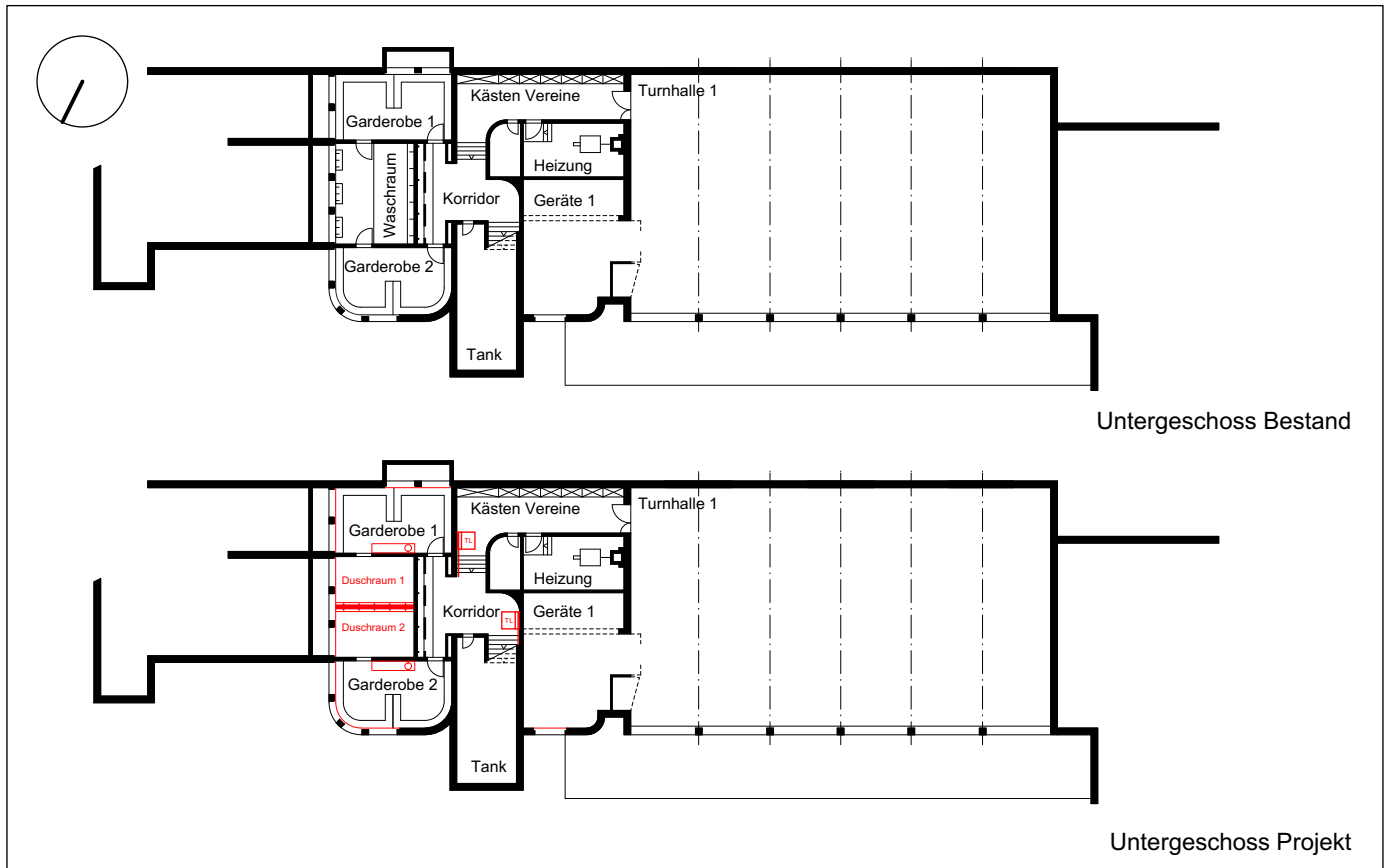 Kästen Vereine
Turnhalle 1
Garderobe 1
Heizung
Waschraum
Korridor
Geräte 1
Garderobe 2
Tank
Untergeschoss Bestand
Kästen Vereine
Turnhalle 1
Garderobe 1
TL
Duschraum 1
Heizung
Korridor
Geräte 1
TL
Duschraum 2
Garderobe 2
Tank
Untergeschoss Projekt